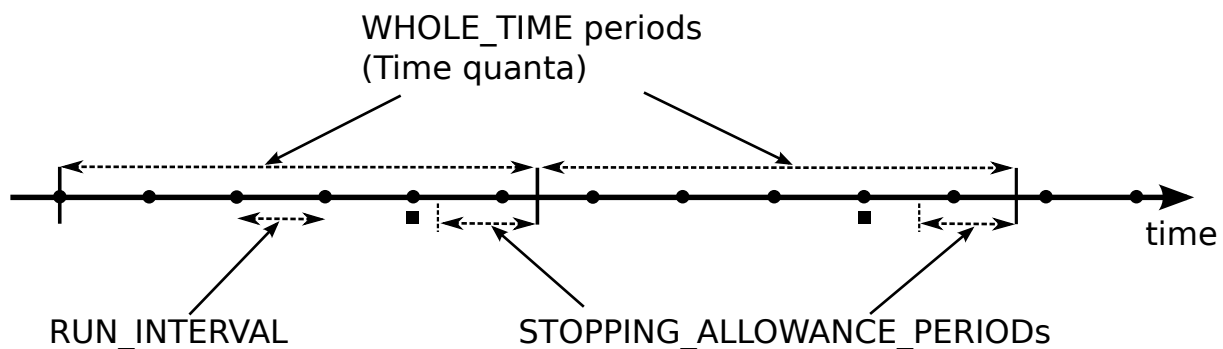 WHOLE_TIME periods
(Time quanta)
time
RUN_INTERVAL
STOPPING_ALLOWANCE_PERIODs